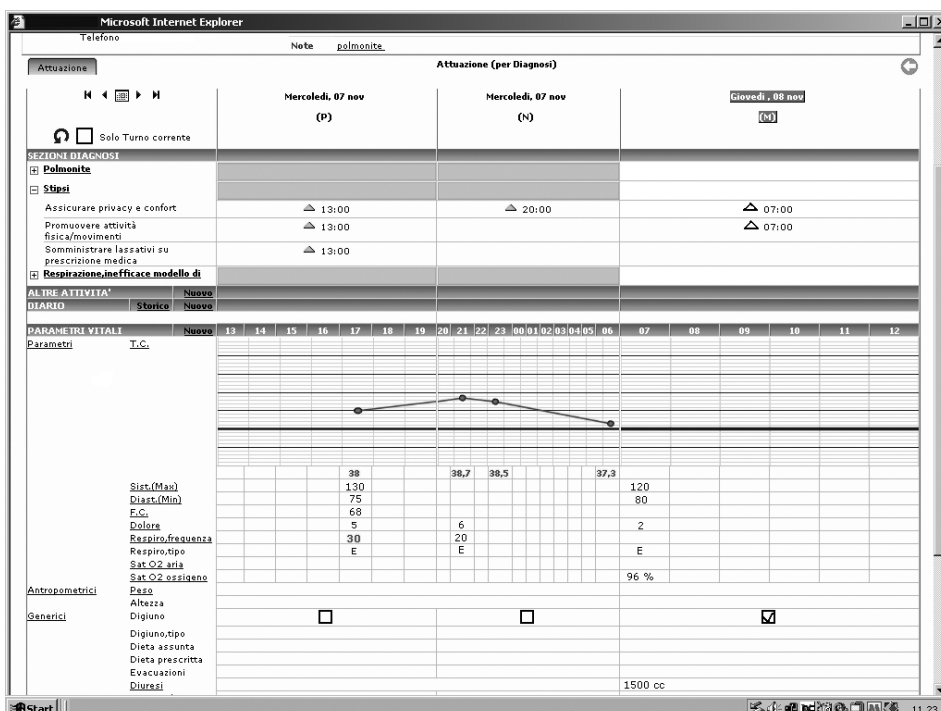 Microsoft Internet Explorer
Telefono
Note polmonite
Attuazione Attuazione (per Diagnosi)
Mercoledi, 07 nov Mercoledi, 07 nov Giovedi , 08 nov
(P) (N) (M)
Solo Turno corrente
SEZIONI DIAGNOSI
Polmonite
Stipsi
Assicurare privacy e confort 13:00 20:00 07:00
Promuovere attività 13:00 07:00
fisica/movimenti
Somministrare lassativi su 13:00
prescrizione medica
Respirazione,inefficace modello di
ALTRE ATTIVITA' Nuovo
DIARIO Storico Nuovo
PARAMETRI VITALI Nuovo 13 14 15 16 17 18 19 20 21 22 23 00 01 02 03 04 05 06 07 08 09 10 11 12
Parametri T.C.
38 38,7 38,5 37,3
Sist.(Max) 130 120
Diast.(Min) 75 80
F.C. 68
Dolore 5 6 2
Respiro,frequenza 30 20
Respiro,tipo E E E
Sat O2 aria
Sat O2 ossigeno 96 %
Antropometrici Peso
Altezza
Generici Digiuno
Digiuno,tipo
Dieta assunta
Dieta prescritta
Evacuazioni
Diuresi 1500 cc
Start 11.23